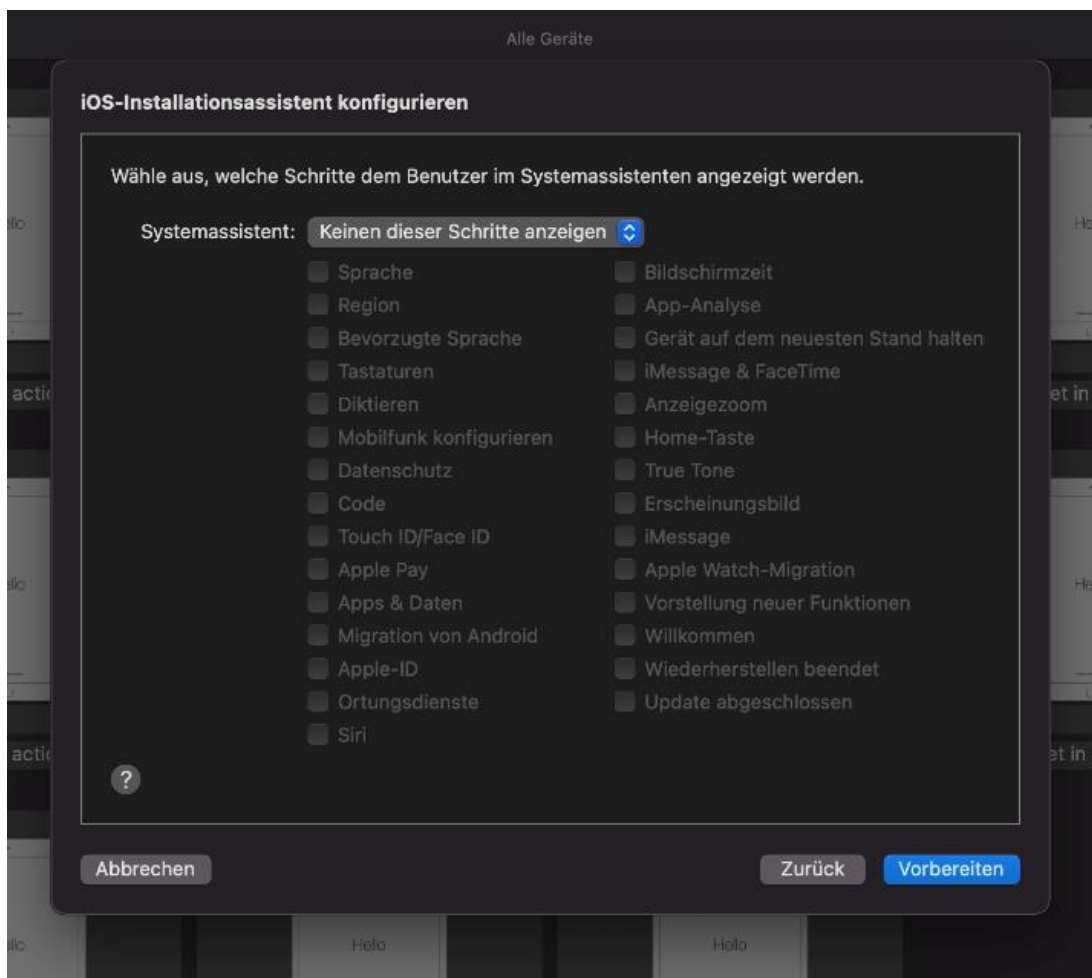 Alle Geräte
iOS-Installationsassistent konfigurieren
Wähle aus, welche Schritte dem Benutzer im Systemassistenten angezeigt werden.
Systemassistent: Keinen dieser Schritte anzeigen
Sprache
Region
Bevorzugte Sprache
Tastaturen
Diktieren
Mobilfunk konfigurieren
Datenschutz
Code
Touch ID/Face ID
Apple Pay
Apps & Daten
Migration von Android
Apple-ID
Ortungsdienste
Siri
Bildschirmzeit
App-Analyse
Gerät auf dem neuesten Stand halten
iMessage & FaceTime
Anzeigezoom
Home-Taste
True Tone
Erscheinungsbild
iMessage
Apple Watch-Migration
Vorstellung neuer Funktionen
Willkommen
Wiederherstellen beendet
Update abgeschlossen
?
Abbrechen
Zurück
Vorbereiten
Hello
Hello